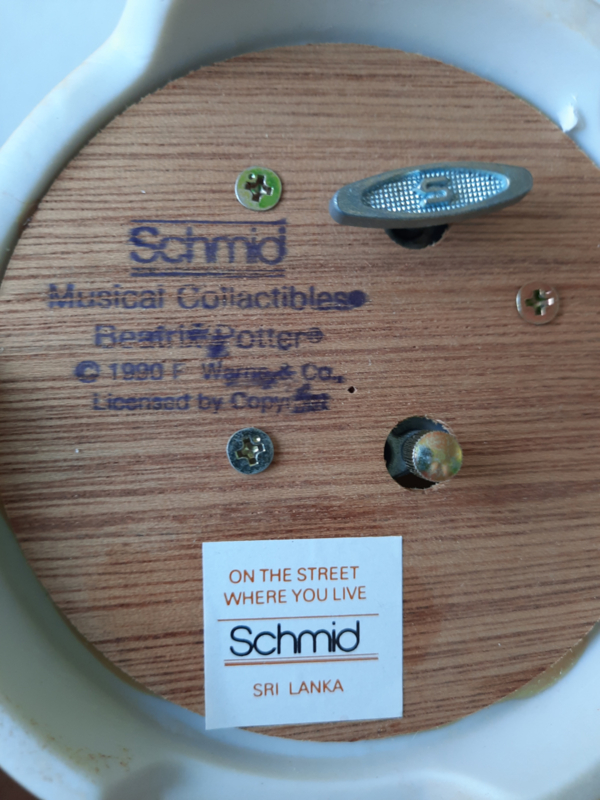 S
Schmid
Musical Collectibles®
Beatrix Potter®
© 1990 F. Warne & Co.,
Licensed by
ON THE STREET
WHERE YOU LIVE
Schmid
SRI LANKA